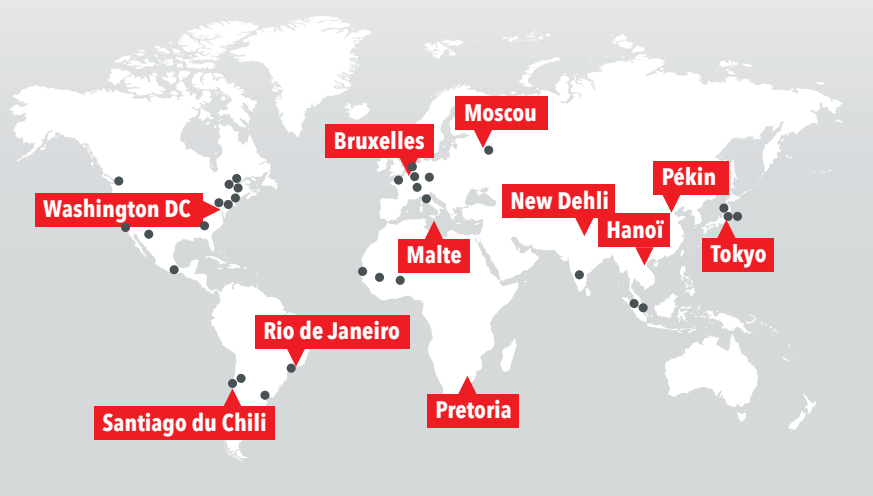 Moscou
Bruxelles
Pékin
New Dehli
Washington DC
Hanoï
Malte
Tokyo
Rio de Janeiro
Pretoria
Santiago du Chili